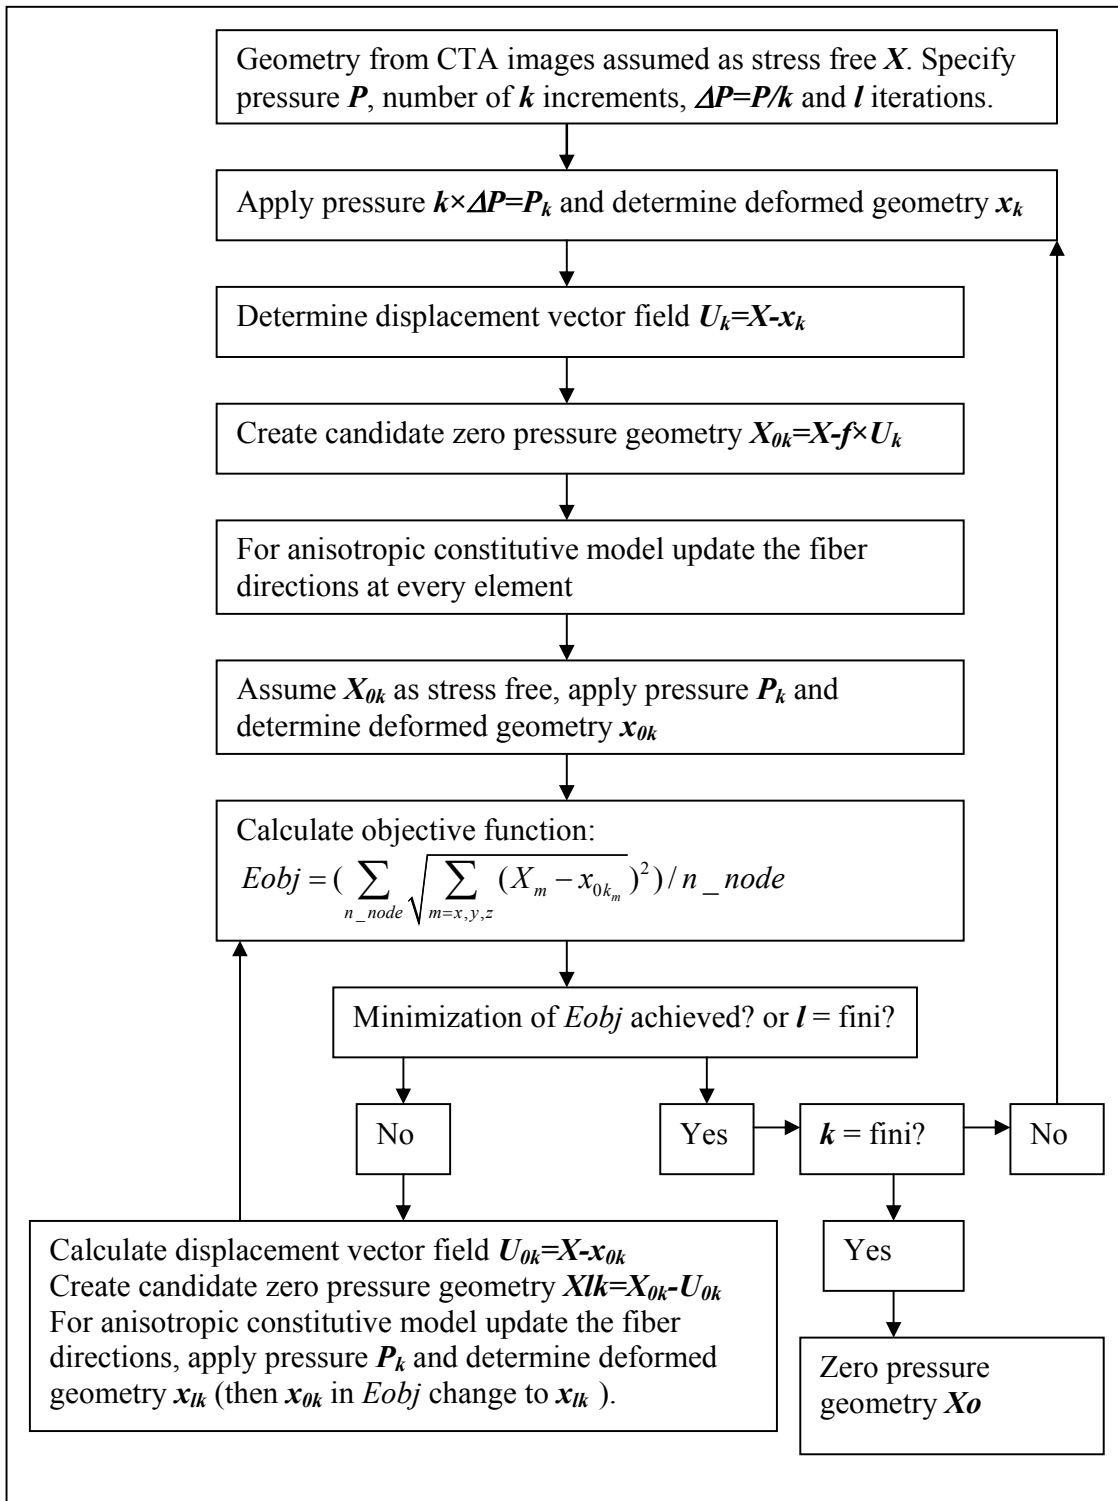 Geometry from CTA images assumed as stress free X. Specify
pressure P, number of k increments, ΔP=P/k and l iterations.
Apply pressure k×ΔP=Pₖ and determine deformed geometry xₖ
Determine displacement vector field Uₖ=X-xₖ
Create candidate zero pressure geometry X₀ₖ=X-f×Uₖ
For anisotropic constitutive model update the fiber
directions at every element
Assume X₀ₖ as stress free, apply pressure Pₖ and
determine deformed geometry x₀ₖ
Calculate objective function:
Eobj = ( ∑_{n_node} √(∑_{m=x,y,z} (X_m − x_{0k_m})^2) ) / n_node
Minimization of Eobj achieved? or l = fini?
No
Yes
k = fini?
No
Calculate displacement vector field U₀ₖ=X-x₀ₖ
Create candidate zero pressure geometry Xlk=X₀ₖ-U₀ₖ
For anisotropic constitutive model update the fiber
directions, apply pressure Pₖ and determine deformed
geometry xₗₖ (then x₀ₖ in Eobj change to xₗₖ ).
Yes
Zero pressure
geometry Xo